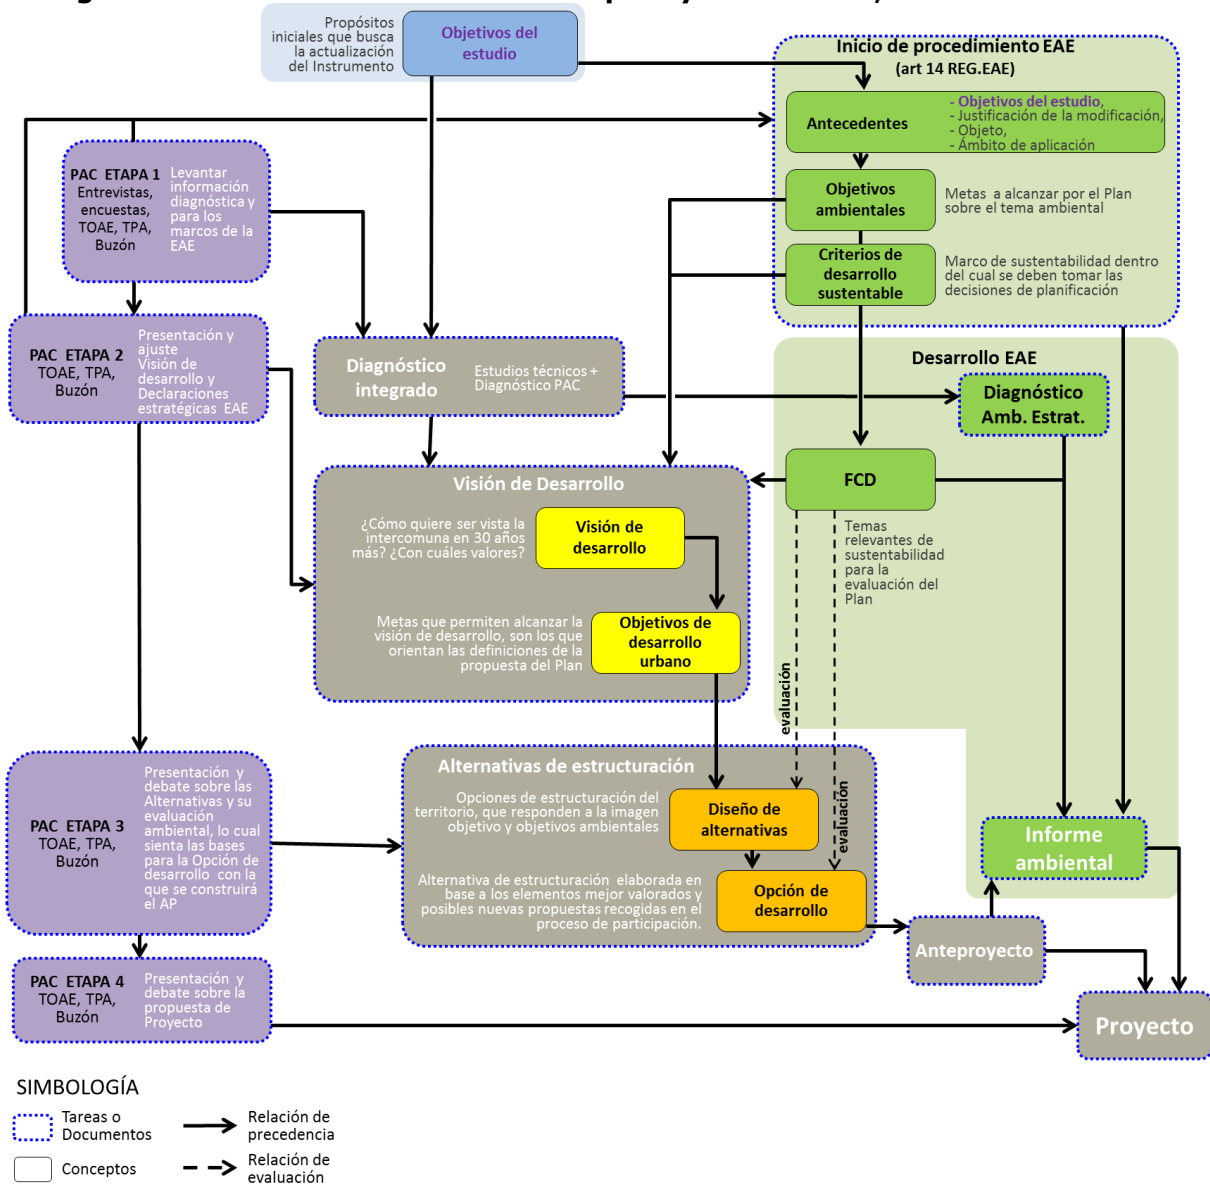 Propósitos
iniciales que busca
la actualización
del Instrumento
Objetivos del
estudio
Inicio de procedimiento EAE
(art 14 REG.EAE)
Antecedentes
- Objetivos del estudio,
- Justificación de la modificación,
- Objeto,
- Ámbito de aplicación
Objetivos
ambientales
Metas a alcanzar por el Plan
sobre el tema ambiental
Criterios de
desarrollo
sustentable
Marco de sustentabilidad dentro
del cual se deben tomar las
decisiones de planificación
PAC ETAPA 1
Entrevistas,
encuestas,
TOAE, TPA,
Buzón
Levantar
información
diagnóstica y
para los
marcos de la
EAE
PAC ETAPA 2
TOAE, TPA,
Buzón
Presentación y
ajuste
Visión de
desarrollo y
Declaraciones
estratégicas EAE
Diagnóstico
integrado
Estudios técnicos +
Diagnóstico PAC
Desarrollo EAE
Diagnóstico
Amb. Estrat.
FCD
Temas
relevantes de
sustentabilidad
para la
evaluación del
Plan
Visión de Desarrollo
¿Cómo quiere ser vista la
intercomuna en 30 años
más? ¿Con cuáles valores?
Visión de
desarrollo
Metas que permiten alcanzar la
visión de desarrollo, son los que
orientan las definiciones de la
propuesta del Plan
Objetivos de
desarrollo
urbano
evaluación
evaluación
PAC ETAPA 3
TOAE, TPA,
Buzón
Presentación y
debate sobre las
Alternativas y su
evaluación
ambiental, lo cual
sienta las bases
para la Opción de
desarrollo con la
que se construirá
el AP
Alternativas de estructuración
Opciones de estructuración del
territorio, que responden a la imagen
objetivo y objetivos ambientales
Diseño de
alternativas
Alternativa de estructuración elaborada en
base a los elementos mejor valorados y
posibles nuevas propuestas recogidas en el
proceso de participación.
Opción de
desarrollo
Informe
ambiental
Anteproyecto
PAC ETAPA 4
TOAE, TPA,
Buzón
Presentación y
debate sobre la
propuesta de
Proyecto
Proyecto
SIMBOLOGÍA
Tareas o
Documentos
Relación de
precedencia
Conceptos
Relación de
evaluación